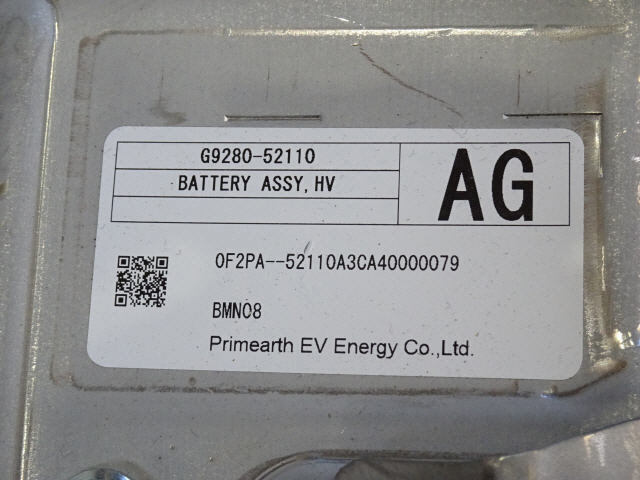 G9280-52110
BATTERY ASSY,HV
AG
0F2PA--52110A3CA40000079
BMN08
Primearth EV Energy Co.,Ltd.